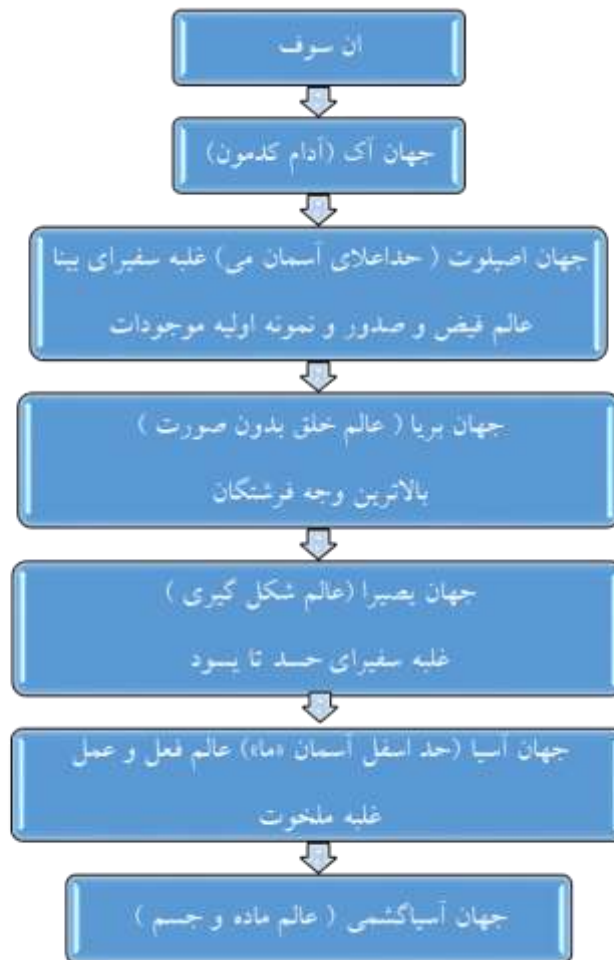 ان سوف
جهان آک (آدام کدمون)
جهان اصیلوت ( حداعلای آسمان می) غلبه سفیرای بینا
عالم فیض و صدور و نمونه اولیه موجودات
جهان بریا ( عالم خلق بدون صورت )
بالاترین وجه فرشتگان
جهان یصیرا (عالم شکل گیری )
غلبه سفیرای حسد تا یسود
جهان آسیا (حد اسفل آسمان «ما») عالم فعل و عمل
غلبه ملخوت
جهان آسیاگشمی ( عالم ماده و جسم )